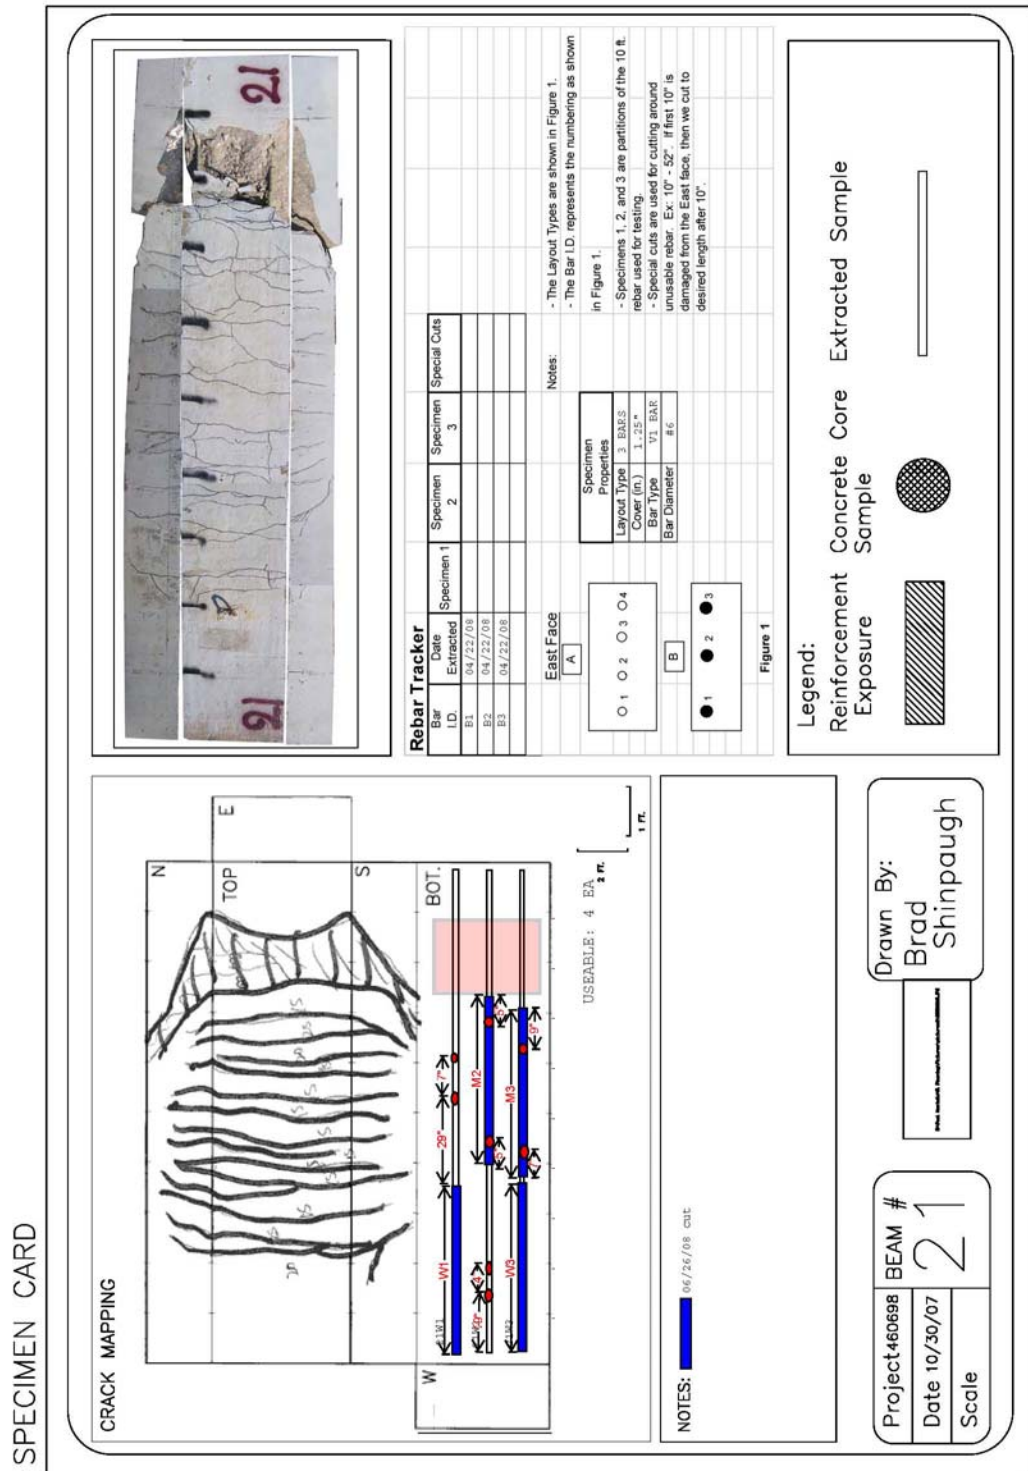 SPECIMEN CARD
CRACK MAPPING
N
TOP
E
S
W
BOT.
W1
29"
7"
9"
4"
M2
5"
5"
W3
M3
7"
9"
USEABLE: 4 EA
2 FT.
1 FT.
NOTES: 06/26/08 cut
Project 460698
Date 10/30/07
Scale
BEAM #
21
Drawn By:
Brad
Shinpaugh
21
21
Rebar Tracker
Bar I.D. Date Extracted Specimen 1 Specimen 2 Specimen 3 Special Cuts
B1 04/22/08
B2 04/22/08
B3 04/22/08
East Face
A
1 2 3 4
B
1 2 3
Figure 1
Specimen Properties
Layout Type 3 BARS
Cover (in.) 1.25"
Bar Type V1 BAR
Bar Diameter #6
Notes:
- The Layout Types are shown in Figure 1.
- The Bar I.D. represents the numbering as shown
in Figure 1.
- Specimens 1, 2, and 3 are partitions of the 10 ft.
rebar used for testing.
- Special cuts are used for cutting around
unusable rebar. Ex: 10" - 52". If first 10" is
damaged from the East face, then we cut to
desired length after 10".
Legend:
Reinforcement Exposure
Concrete Core Sample
Extracted Sample